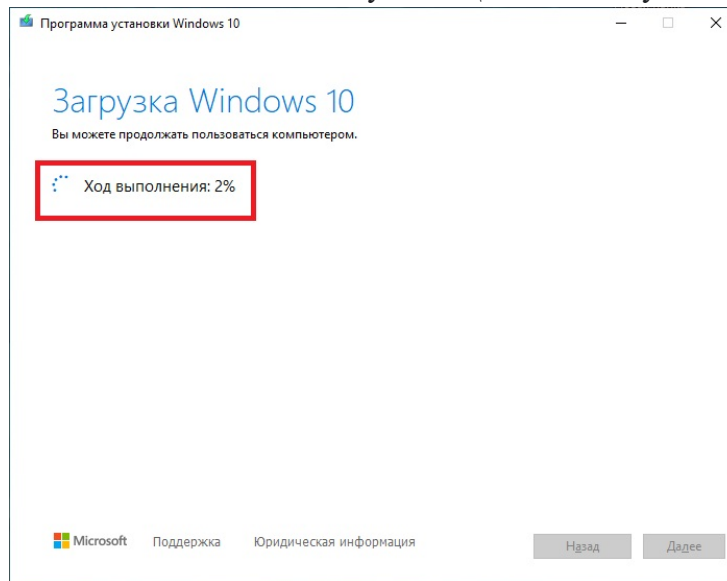 Программа установки Windows 10
Загрузка Windows 10
Вы можете продолжать пользоваться компьютером.
Ход выполнения: 2%
Microsoft Поддержка Юридическая информация Назад Далее